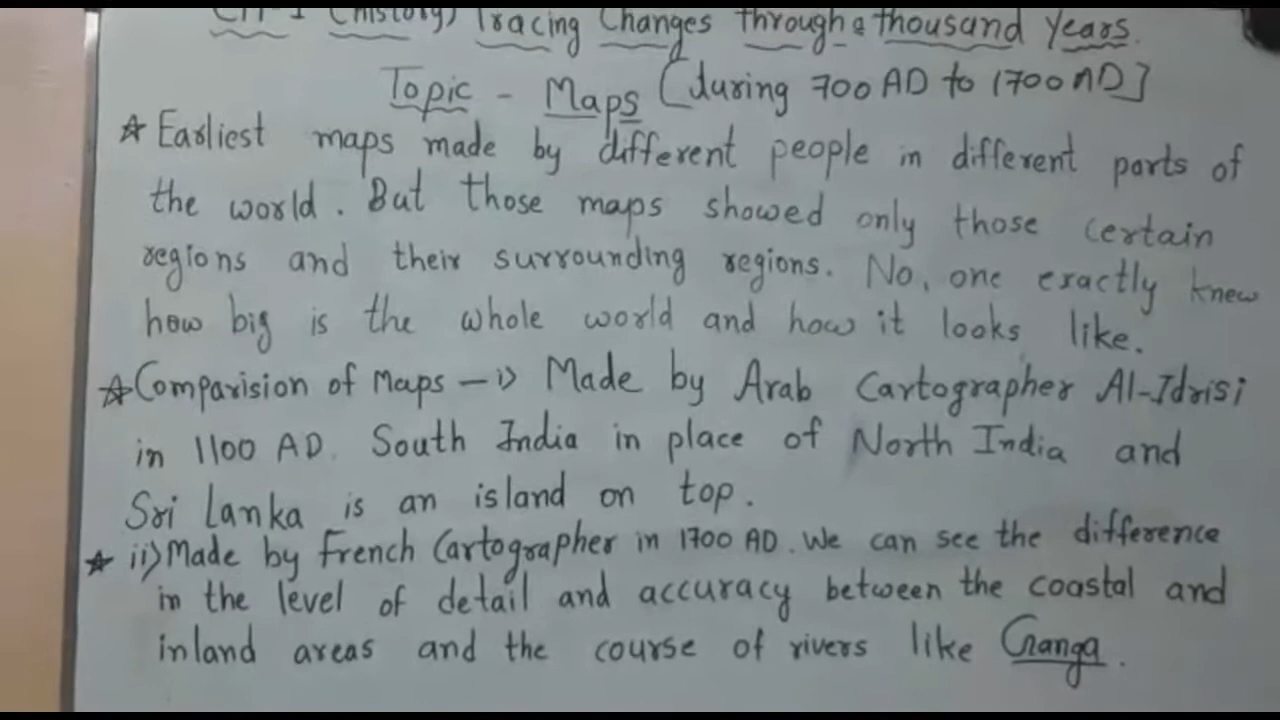 CH-1 (History) Tracing Changes through a thousand Years.
Topic - Maps [during 700 AD to 1700 AD]
☆ Earliest maps made by different people in different parts of
the world. But those maps showed only those certain
regions and their surrounding regions. No, one exactly knew
how big is the whole world and how it looks like.
☆ Comparision of Maps - i) Made by Arab Cartographer Al-Idrisi
in 1100 AD. South India in place of North India and
Sri Lanka is an island on top.
☆ ii) Made by French Cartographer in 1700 AD. We can see the difference
in the level of detail and accuracy between the coastal and
inland areas and the course of rivers like Ganga.